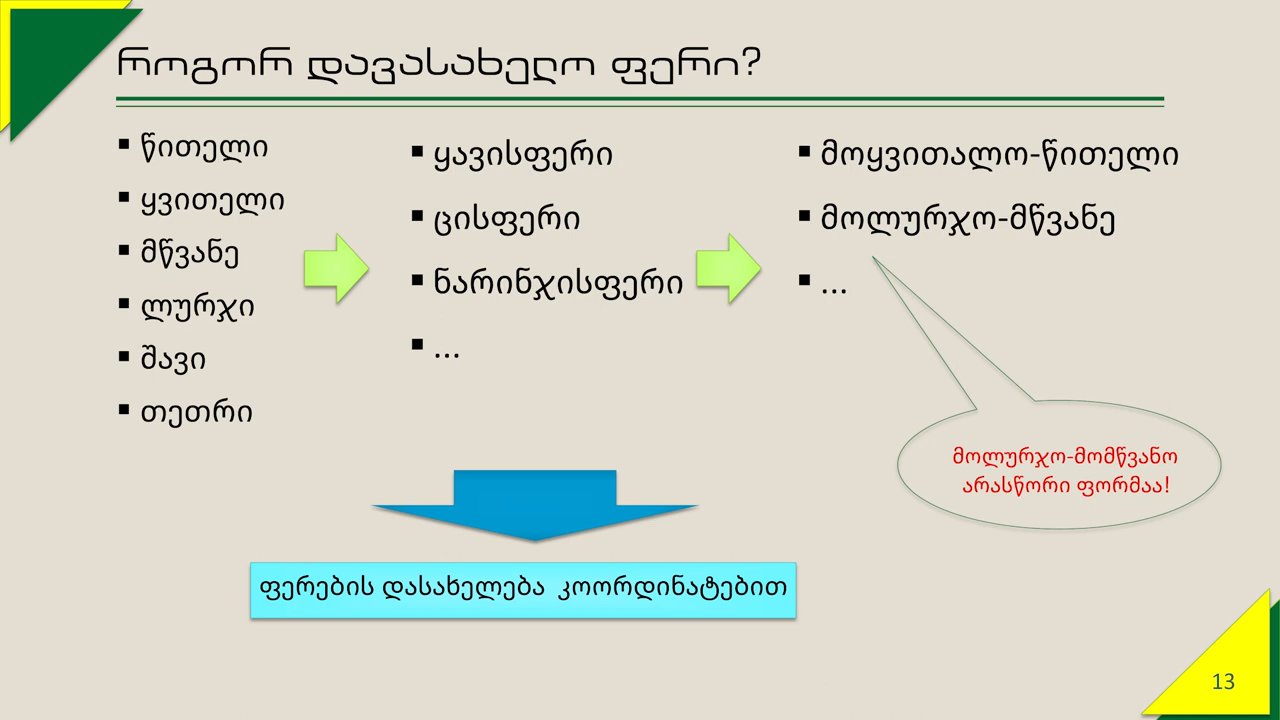 როგორ დავასახელო ფერი?
▪ წითელი
▪ ყვითელი
▪ მწვანე
▪ ლურჯი
▪ შავი
▪ თეთრი
▪ ყავისფერი
▪ ცისფერი
▪ ნარინჯისფერი
▪ ...
▪ მოყვითალო-წითელი
▪ მოლურჯო-მწვანე
▪ ...
მოლურჯო-მომწვანო
არასწორი ფორმაა!
ფერების დასახელება კოორდინატებით
13